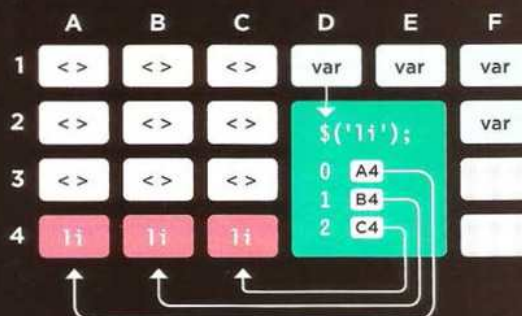 A B C D E F
1 < > < > < > var var var
2 < > < > < > $('li'); var
3 < > < > < > 0 A4
1 B4
4 li li li 2 C4